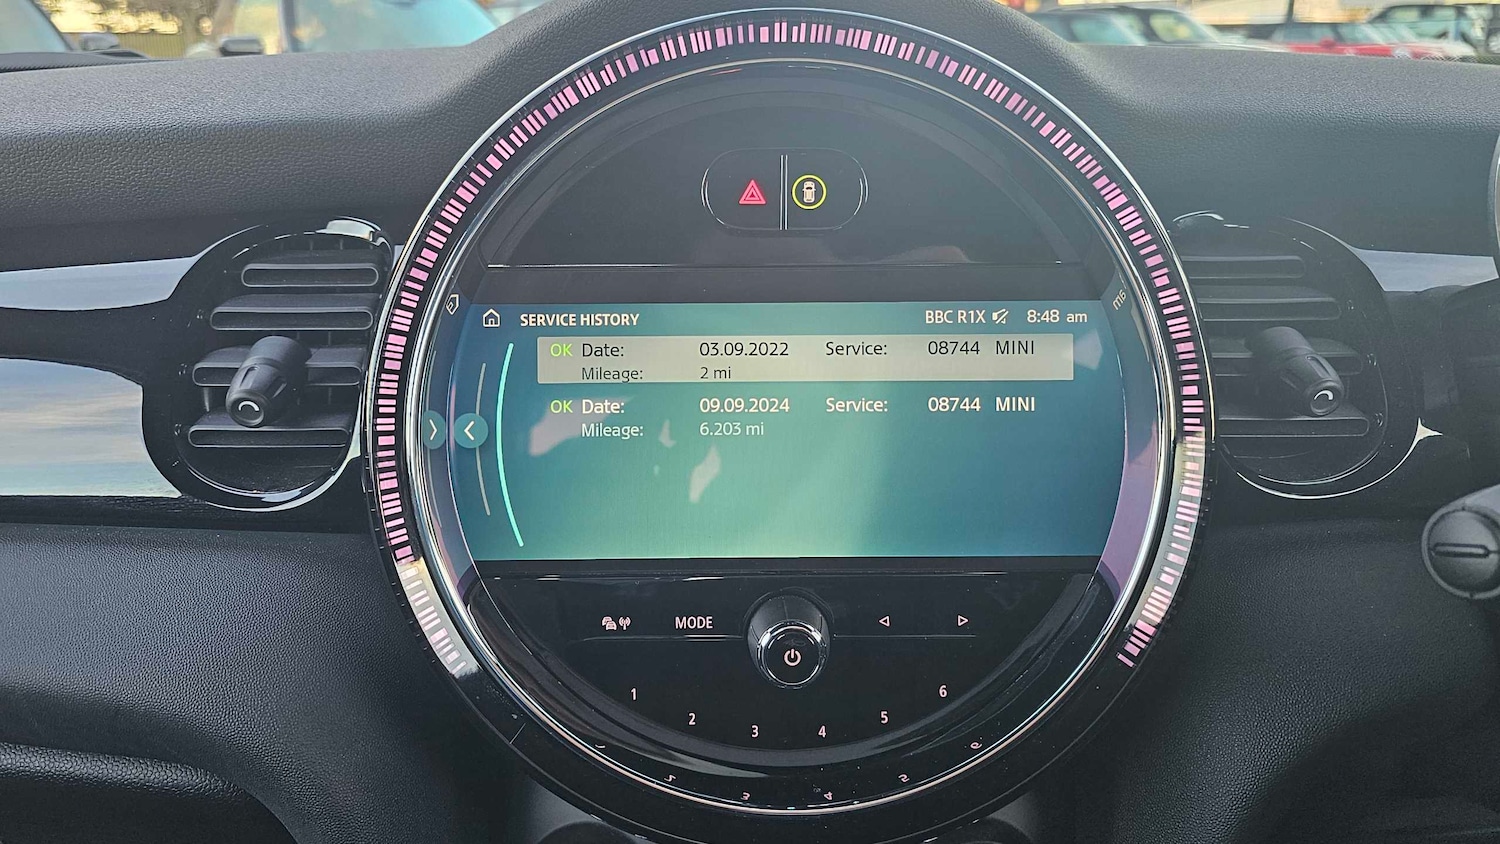 SERVICE HISTORY BBC R1X 8:48 am
OK Date: 03.09.2022 Service: 08744 MINI
Mileage: 2 mi
OK Date: 09.09.2024 Service: 08744 MINI
Mileage: 6.203 mi
MODE
1 2 3 4 5 6